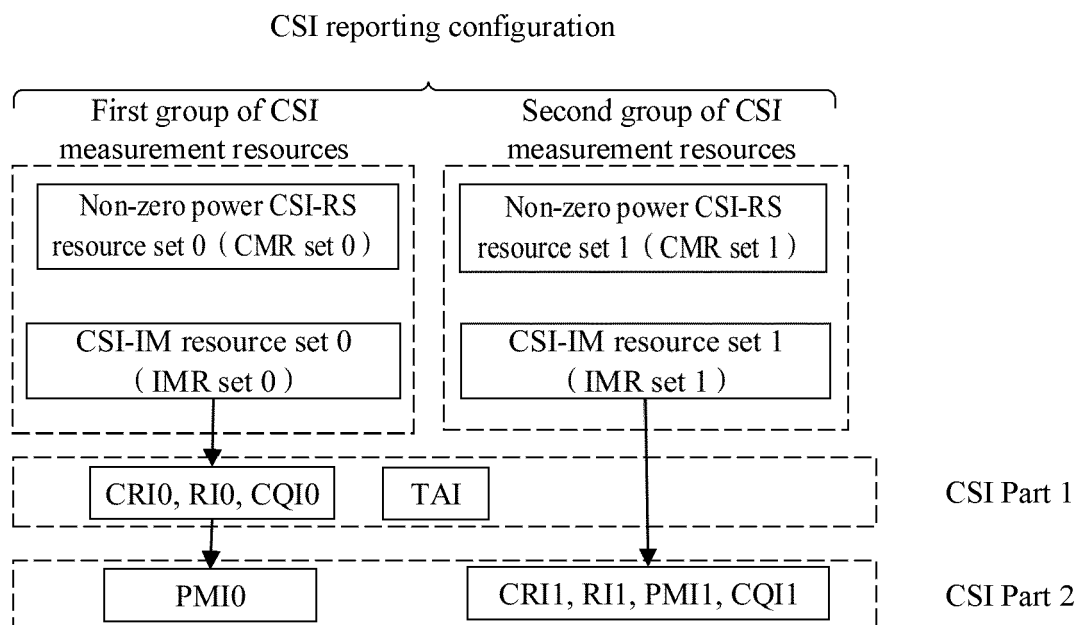 CSI reporting configuration
First group of CSI
measurement resources
Second group of CSI
measurement resources
Non-zero power CSI-RS
resource set 0（CMR set 0）
Non-zero power CSI-RS
resource set 1（CMR set 1）
CSI-IM resource set 0
（IMR set 0）
CSI-IM resource set 1
（IMR set 1）
CRI0, RI0, CQI0
TAI
CSI Part 1
PMI0
CRI1, RI1, PMI1, CQI1
CSI Part 2